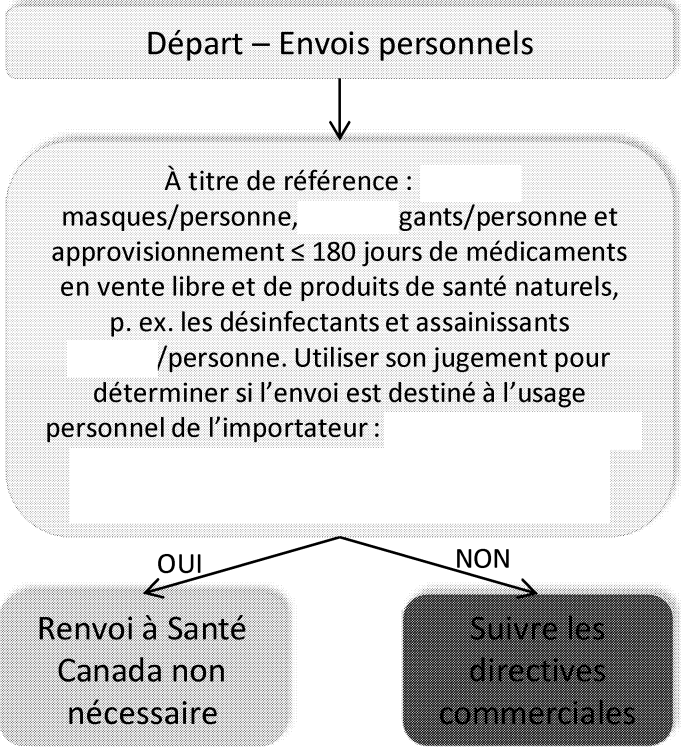 Départ – Envois personnels
À titre de référence :
masques/personne, gants/personne et
approvisionnement ≤ 180 jours de médicaments
en vente libre et de produits de santé naturels,
p. ex. les désinfectants et assainissants
/personne. Utiliser son jugement pour
déterminer si l’envoi est destiné à l’usage
personnel de l’importateur :
OUI
NON
Renvoi à Santé
Canada non
nécessaire
Suivre les
directives
commerciales